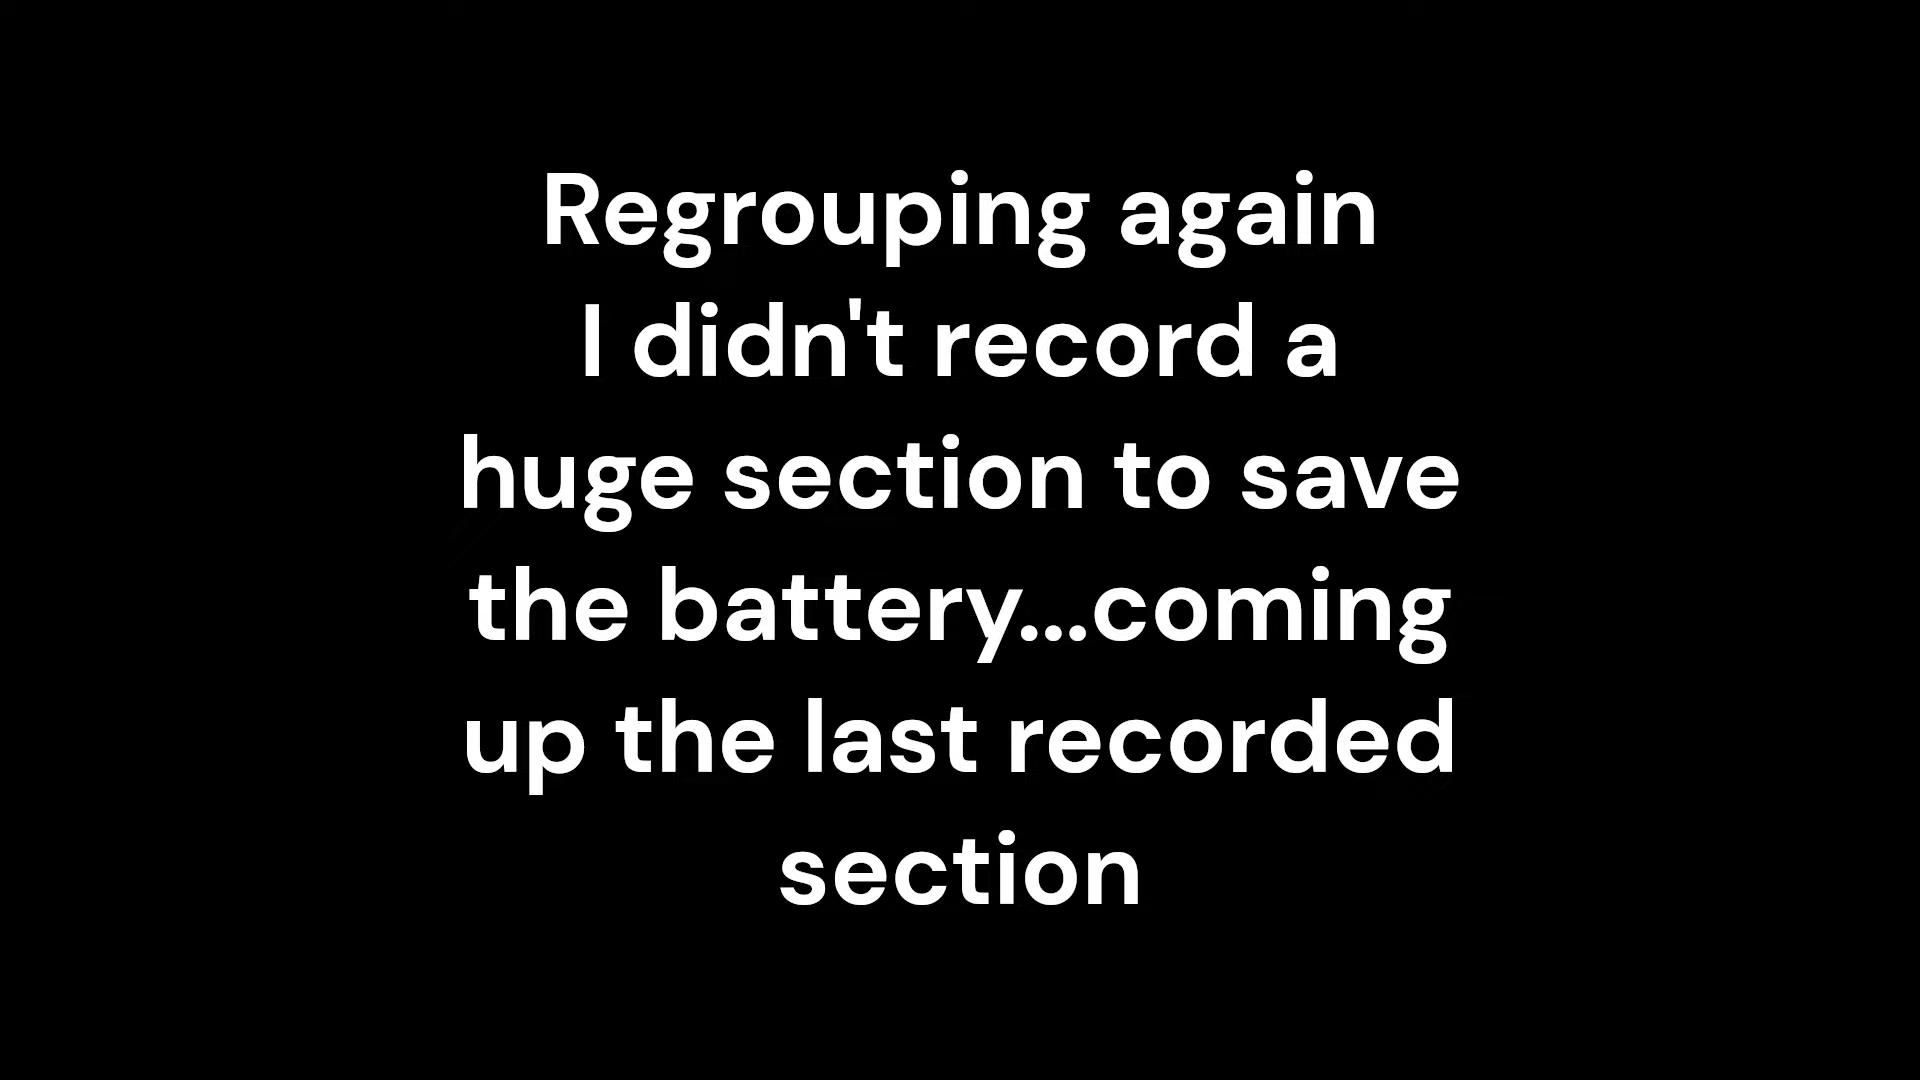 Regrouping again
I didn't record a
huge section to save
the battery...coming
up the last recorded
section